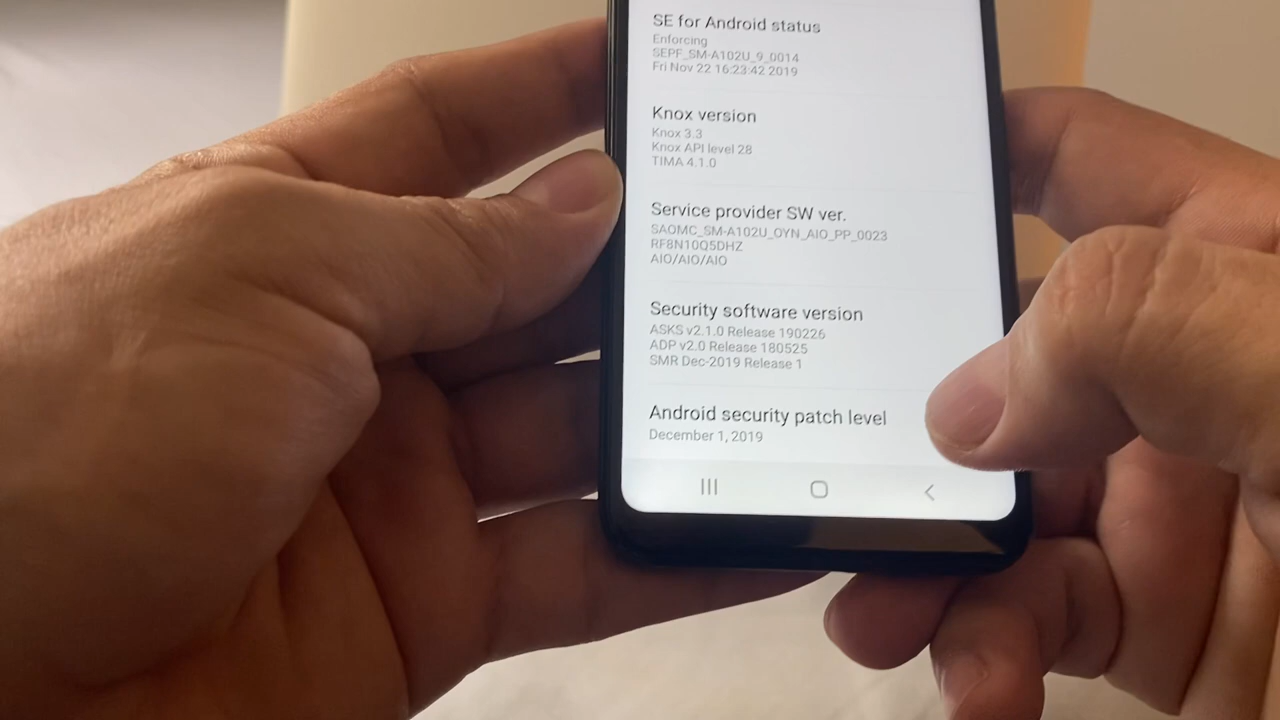 SE for Android status
Enforcing
SEPF_SM-A102U_9_0014
Fri Nov 22 16:23:42 2019
Knox version
Knox 3.3
Knox API level 28
TIMA 4.1.0
Service provider SW ver.
SAOMC_SM-A102U_OYN_AIO_PP_0023
RF8N10Q5DHZ
AIO/AIO/AIO
Security software version
ASKS v2.1.0 Release 190226
ADP v2.0 Release 180525
SMR Dec-2019 Release 1
Android security patch level
December 1, 2019